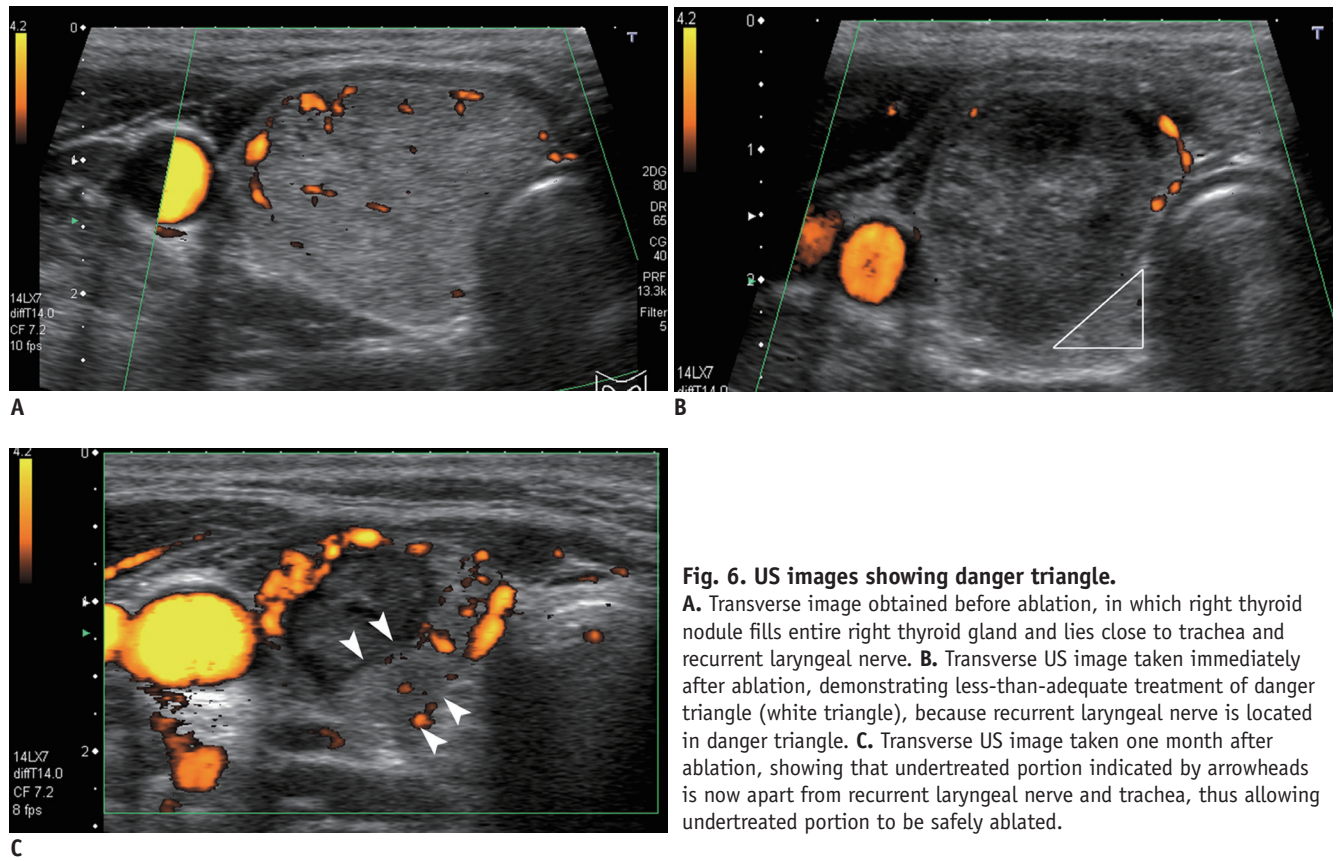 4.2
0
T
1
2
2DG
80
DR
65
CG
40
PRF
13.3k
Filter
5
14LX7
diffT14.0
CF 7.2
10 fps
A
4.2
0
T
1
2
14LX7
diffT14.0
B
4.2
0
1
2
14LX7
diffT14.0
CF 7.2
8 fps
C
Fig. 6. US images showing danger triangle.
A. Transverse image obtained before ablation, in which right thyroid
nodule fills entire right thyroid gland and lies close to trachea and
recurrent laryngeal nerve. B. Transverse US image taken immediately
after ablation, demonstrating less-than-adequate treatment of danger
triangle (white triangle), because recurrent laryngeal nerve is located
in danger triangle. C. Transverse US image taken one month after
ablation, showing that undertreated portion indicated by arrowheads
is now apart from recurrent laryngeal nerve and trachea, thus allowing
undertreated portion to be safely ablated.